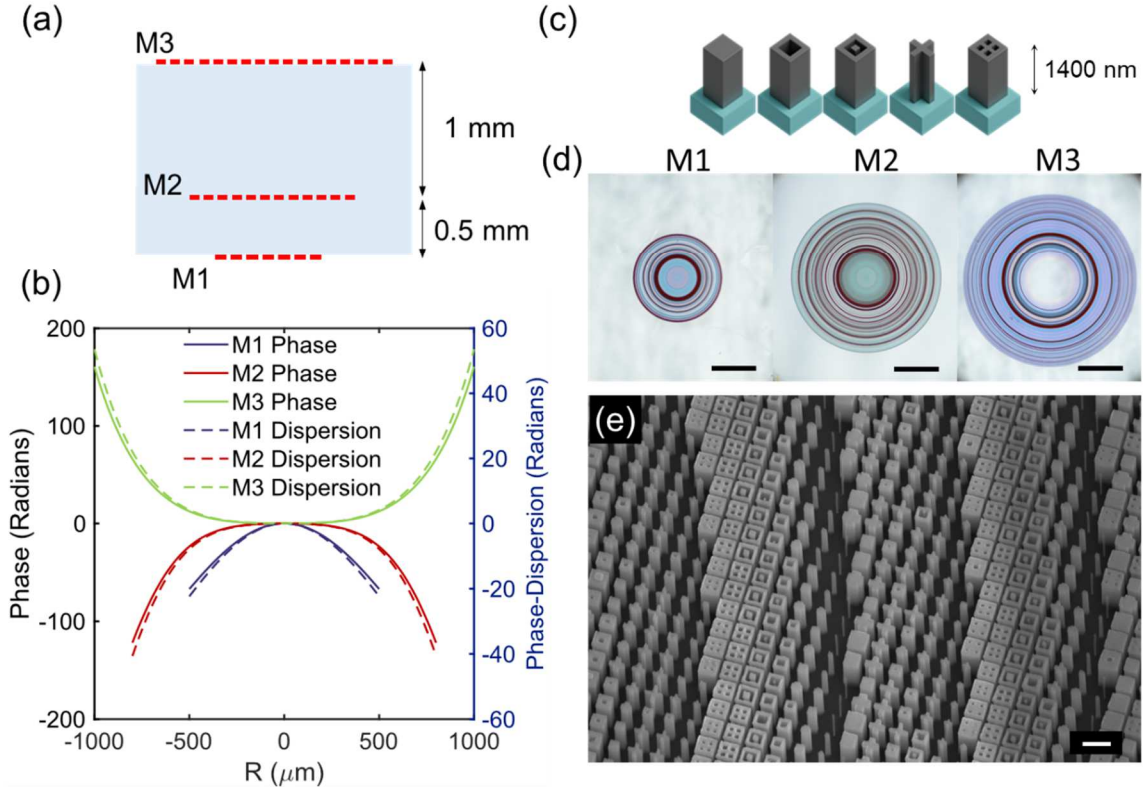 (a)
M3
M2
M1
1 mm
0.5 mm
(b)
200
100
0
-100
-200
Phase (Radians)
60
40
20
0
-20
-40
-60
Phase-Dispersion (Radians)
M1 Phase
M2 Phase
M3 Phase
M1 Dispersion
M2 Dispersion
M3 Dispersion
-1000 -500 0 500 1000
R (μm)
(c)
1400 nm
(d)
M1 M2 M3
(e)